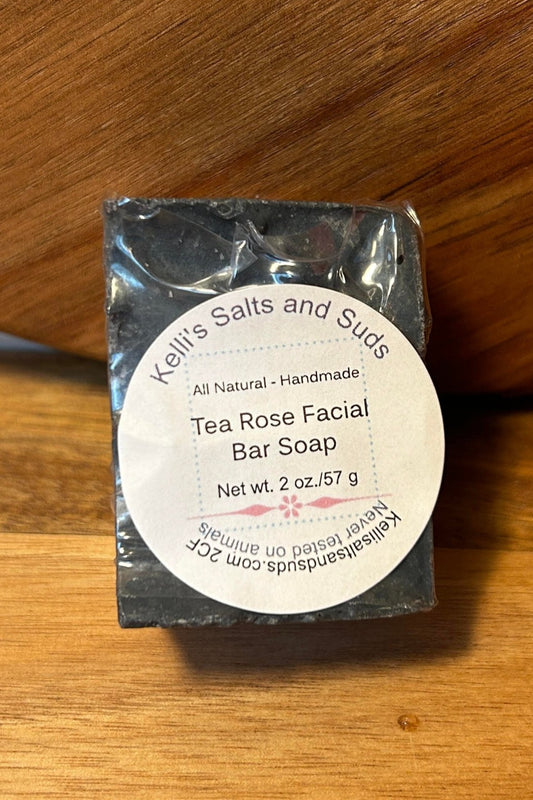 Kelli's Salts and Suds
All Natural - Handmade
Tea Rose Facial
Bar Soap
Net wt. 2 oz./57 g
Never tested on animals
Kellisaltsandsuds.com 2CF